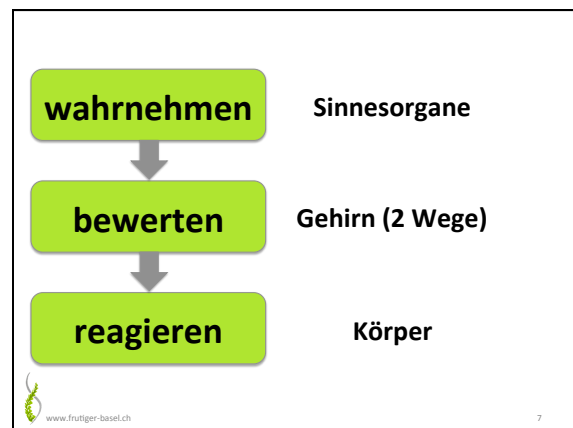 wahrnehmen Sinnesorgane
bewerten Gehirn (2 Wege)
reagieren Körper
www.frutiger-basel.ch 7